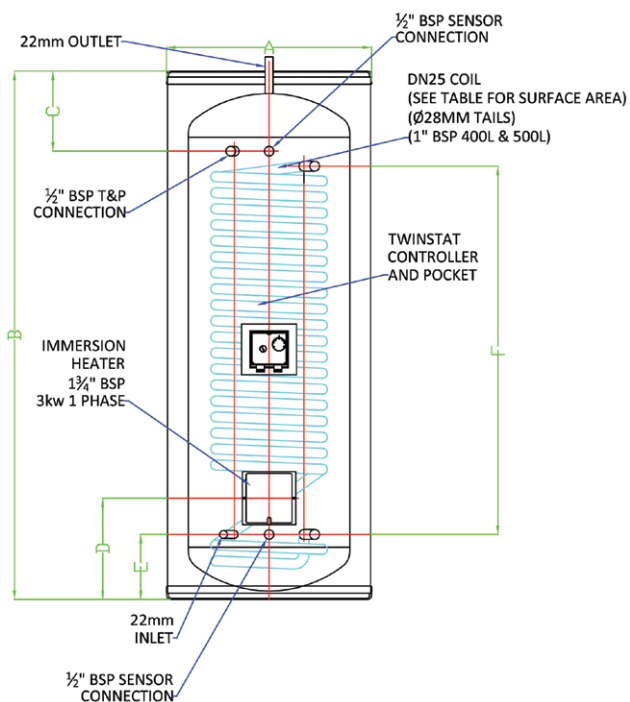 ½" BSP SENSOR
CONNECTION
22mm OUTLET
A
DN25 COIL
(SEE TABLE FOR SURFACE AREA)
(Ø28MM TAILS)
(1" BSP 400L & 500L)
C
½" BSP T&P
CONNECTION
TWINSTAT
CONTROLLER
AND POCKET
B
F
IMMERSION
HEATER
1¾" BSP
3kw 1 PHASE
D
E
22mm
INLET
½" BSP SENSOR
CONNECTION